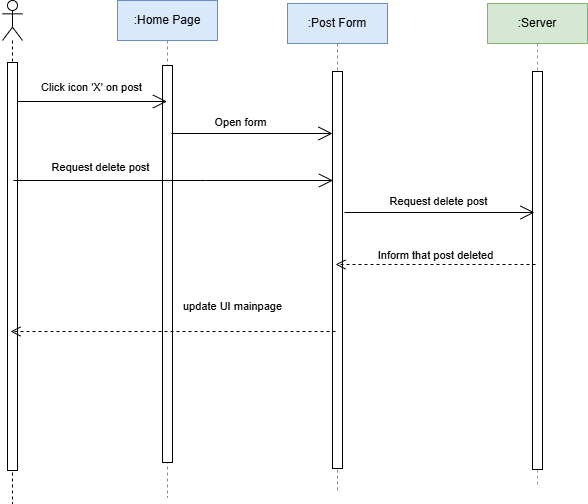 :Home Page
:Post Form
:Server
Click icon 'X' on post
Open form
Request delete post
Request delete post
Inform that post deleted
update UI mainpage